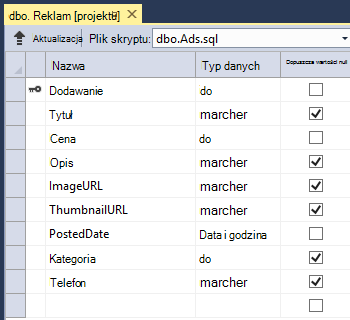 dbo. Reklam [projektu]
Aktualizacja Plik skryptu: dbo.Ads.sql
Nazwa Typ danych Dopuszcza wartości null
Dodawanie do
Tytuł marcher
Cena do
Opis marcher
ImageURL marcher
ThumbnailURL marcher
PostedDate Data i godzina
Kategoria do
Telefon marcher